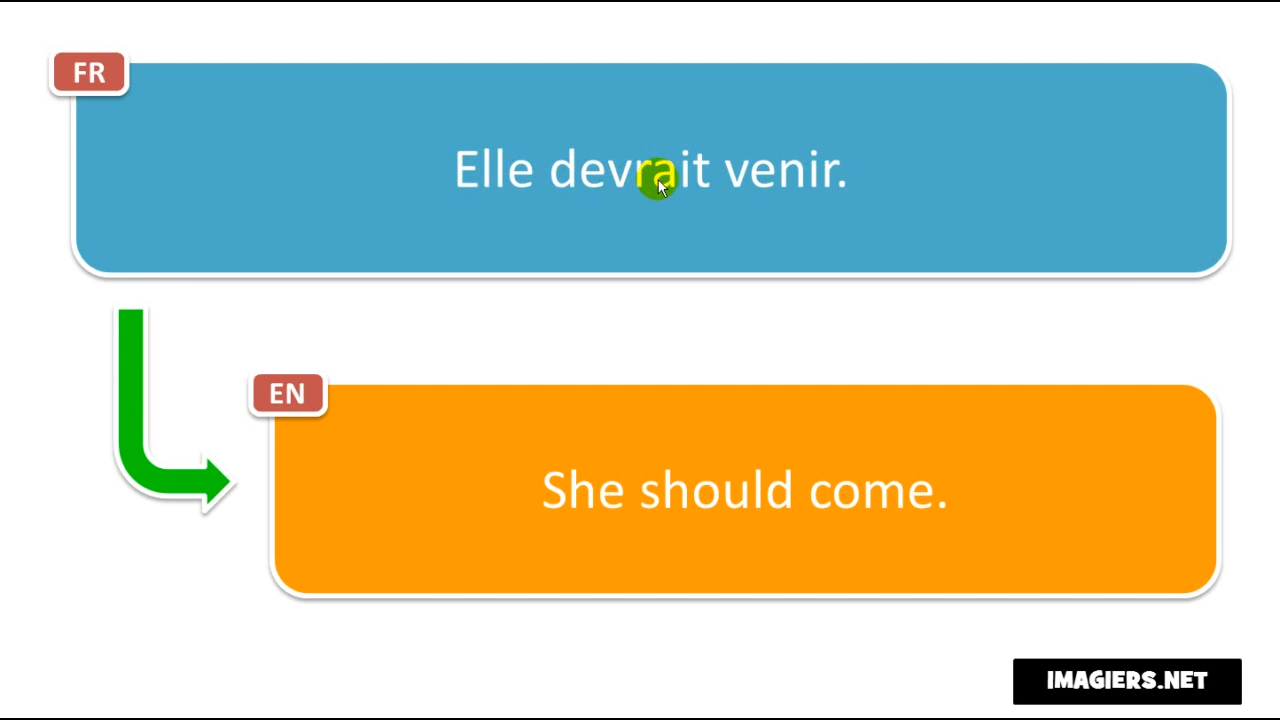 FR
Elle devrait venir.
EN
She should come.
IMAGIERS.NET